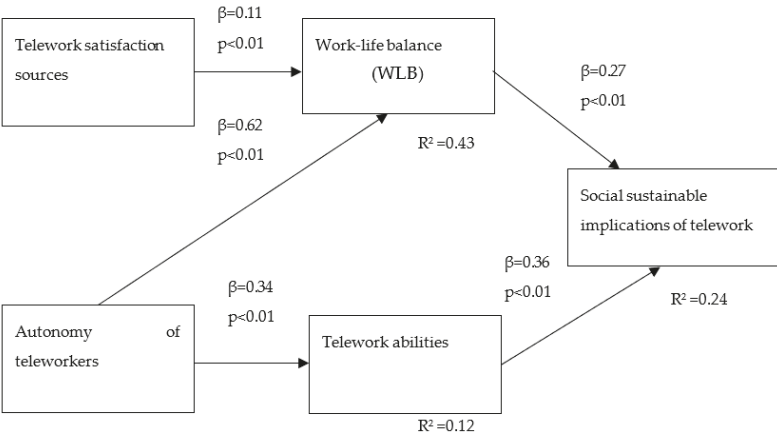 β=0.11
p<0.01
Telework satisfaction
sources
Work-life balance
(WLB)
β=0.27
p<0.01
β=0.62
p<0.01
R² =0.43
Social sustainable
implications of telework
β=0.36
p<0.01
R² =0.24
β=0.34
p<0.01
Autonomy of
teleworkers
Telework abilities
R² =0.12